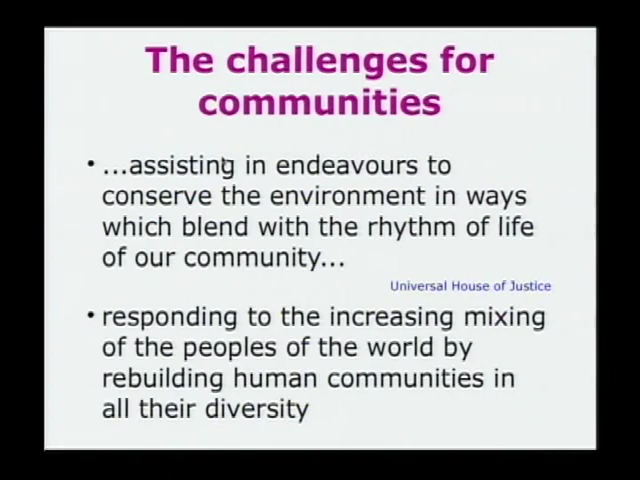 The challenges for
communities
• ...assisting in endeavours to
conserve the environment in ways
which blend with the rhythm of life
of our community...
Universal House of Justice
• responding to the increasing mixing
of the peoples of the world by
rebuilding human communities in
all their diversity